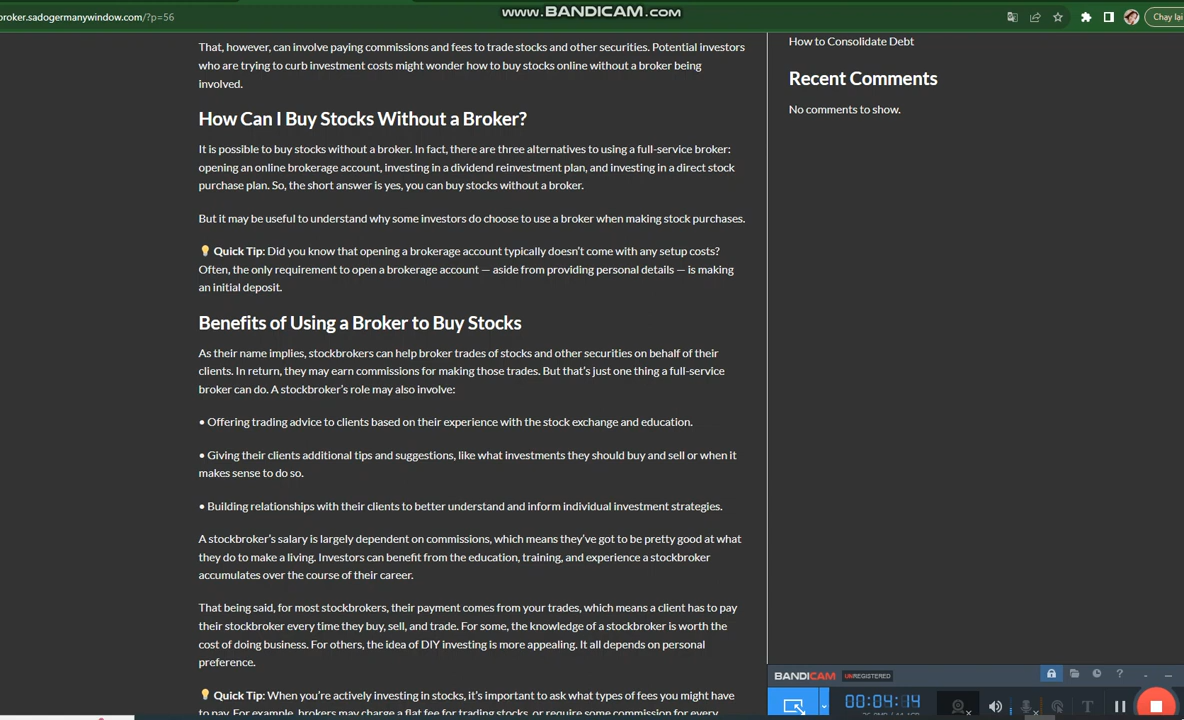 www.BANDICAM.com
broker.sadogermanywindow.com/?p=56
Chạy lại
That, however, can involve paying commissions and fees to trade stocks and other securities. Potential investors
who are trying to curb investment costs might wonder how to buy stocks online without a broker being
involved.
How Can I Buy Stocks Without a Broker?
It is possible to buy stocks without a broker. In fact, there are three alternatives to using a full-service broker:
opening an online brokerage account, investing in a dividend reinvestment plan, and investing in a direct stock
purchase plan. So, the short answer is yes, you can buy stocks without a broker.
But it may be useful to understand why some investors do choose to use a broker when making stock purchases.
💡 Quick Tip: Did you know that opening a brokerage account typically doesn’t come with any setup costs?
Often, the only requirement to open a brokerage account — aside from providing personal details — is making
an initial deposit.
Benefits of Using a Broker to Buy Stocks
As their name implies, stockbrokers can help broker trades of stocks and other securities on behalf of their
clients. In return, they may earn commissions for making those trades. But that’s just one thing a full-service
broker can do. A stockbroker’s role may also involve:
• Offering trading advice to clients based on their experience with the stock exchange and education.
• Giving their clients additional tips and suggestions, like what investments they should buy and sell or when it
makes sense to do so.
• Building relationships with their clients to better understand and inform individual investment strategies.
A stockbroker’s salary is largely dependent on commissions, which means they’ve got to be pretty good at what
they do to make a living. Investors can benefit from the education, training, and experience a stockbroker
accumulates over the course of their career.
That being said, for most stockbrokers, their payment comes from your trades, which means a client has to pay
their stockbroker every time they buy, sell, and trade. For some, the knowledge of a stockbroker is worth the
cost of doing business. For others, the idea of DIY investing is more appealing. It all depends on personal
preference.
💡 Quick Tip: When you’re actively investing in stocks, it’s important to ask what types of fees you might have
to pay. For example, brokers may charge a flat fee for trading stocks, or require some commission for every
How to Consolidate Debt
Recent Comments
No comments to show.
BANDICAM UNREGISTERED
00:04:14